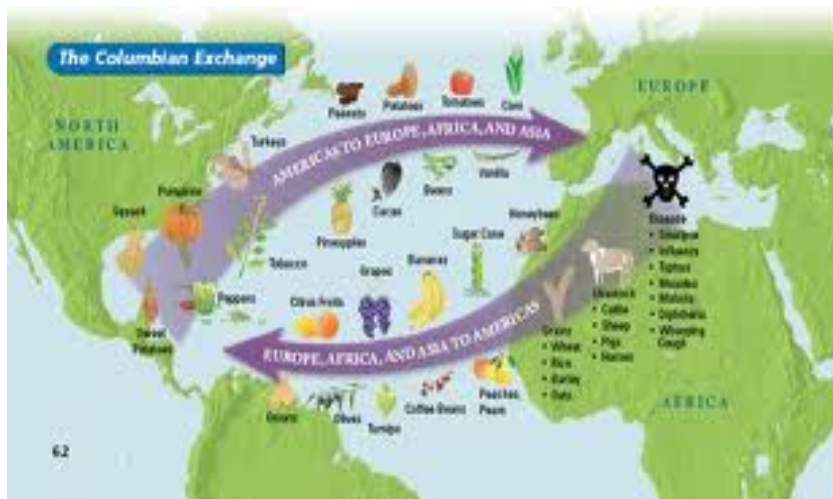 The Columbian Exchange
EUROPE
NORTH
AMERICA
Peanuts
Potatoes
Tomatoes
Corn
Turkeys
AMERICAS TO EUROPE, AFRICA, AND ASIA
Pumpkins
Squash
Cacao
Beans
Vanilla
Pineapples
Tobacco
Peppers
Sweet
Potatoes
Honeybees
Sugar Cane
Bananas
Grapes
Citrus Fruits
Disease
• Smallpox
• Influenza
• Typhus
• Measles
• Malaria
• Diphtheria
• Whooping
Cough
Livestock
• Cattle
• Sheep
• Pigs
• Horses
Grains
• Wheat
• Rice
• Barley
• Oats
EUROPE, AFRICA, AND ASIA TO AMERICAS
Onions
Olives
Turnips
Coffee Beans
Peaches,
Pears
AFRICA
62